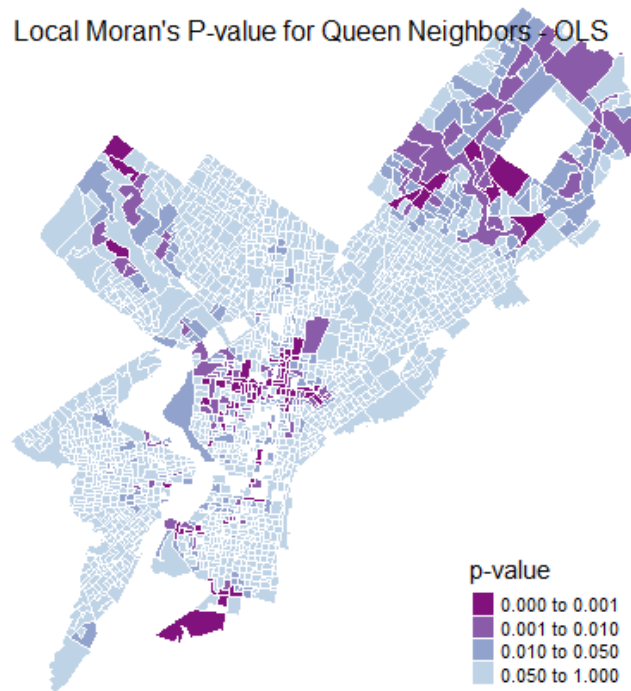 Local Moran's P-value for Queen Neighbors - OLS
p-value
0.000 to 0.001
0.001 to 0.010
0.010 to 0.050
0.050 to 1.000